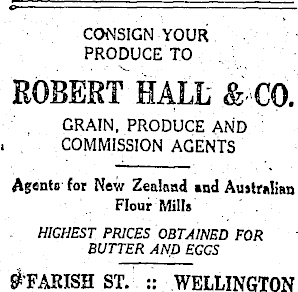 CONSIGN YOUR
PRODUCE TO
ROBERT HALL & CO.
GRAIN, PRODUCE AND
COMMISSION AGENTS
Agents for New Zealand and Australian
Flour Mills
HIGHEST PRICES OBTAINED FOR
BUTTER AND EGGS
FARISH ST. :: WELLINGTON